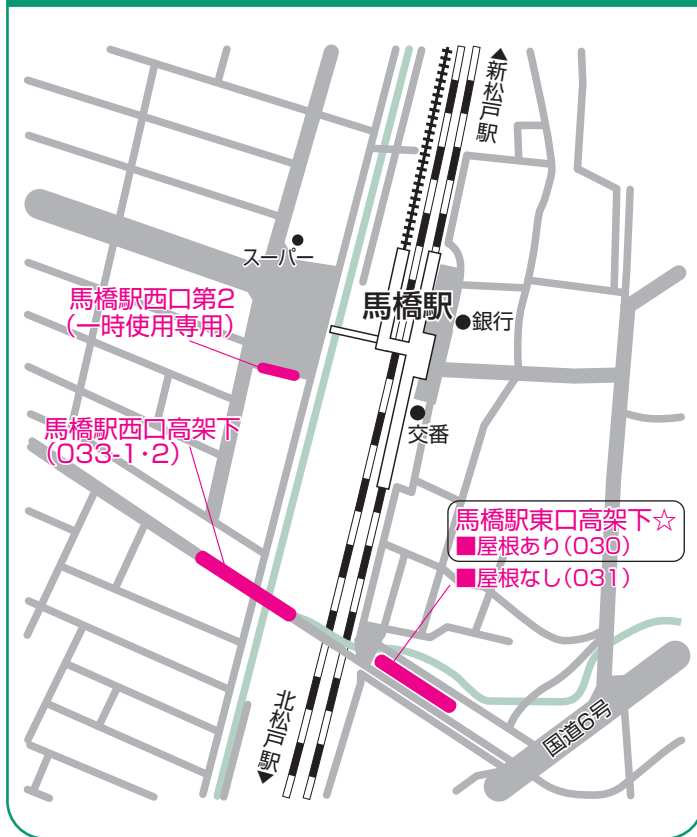 ▲新松戸駅
スーパー
馬橋駅西口第2
(一時使用専用)
馬橋駅
銀行
交番
馬橋駅西口高架下
(033-1・2)
馬橋駅東口高架下☆
■屋根あり(030)
■屋根なし(031)
国道6号
北松戸駅▼